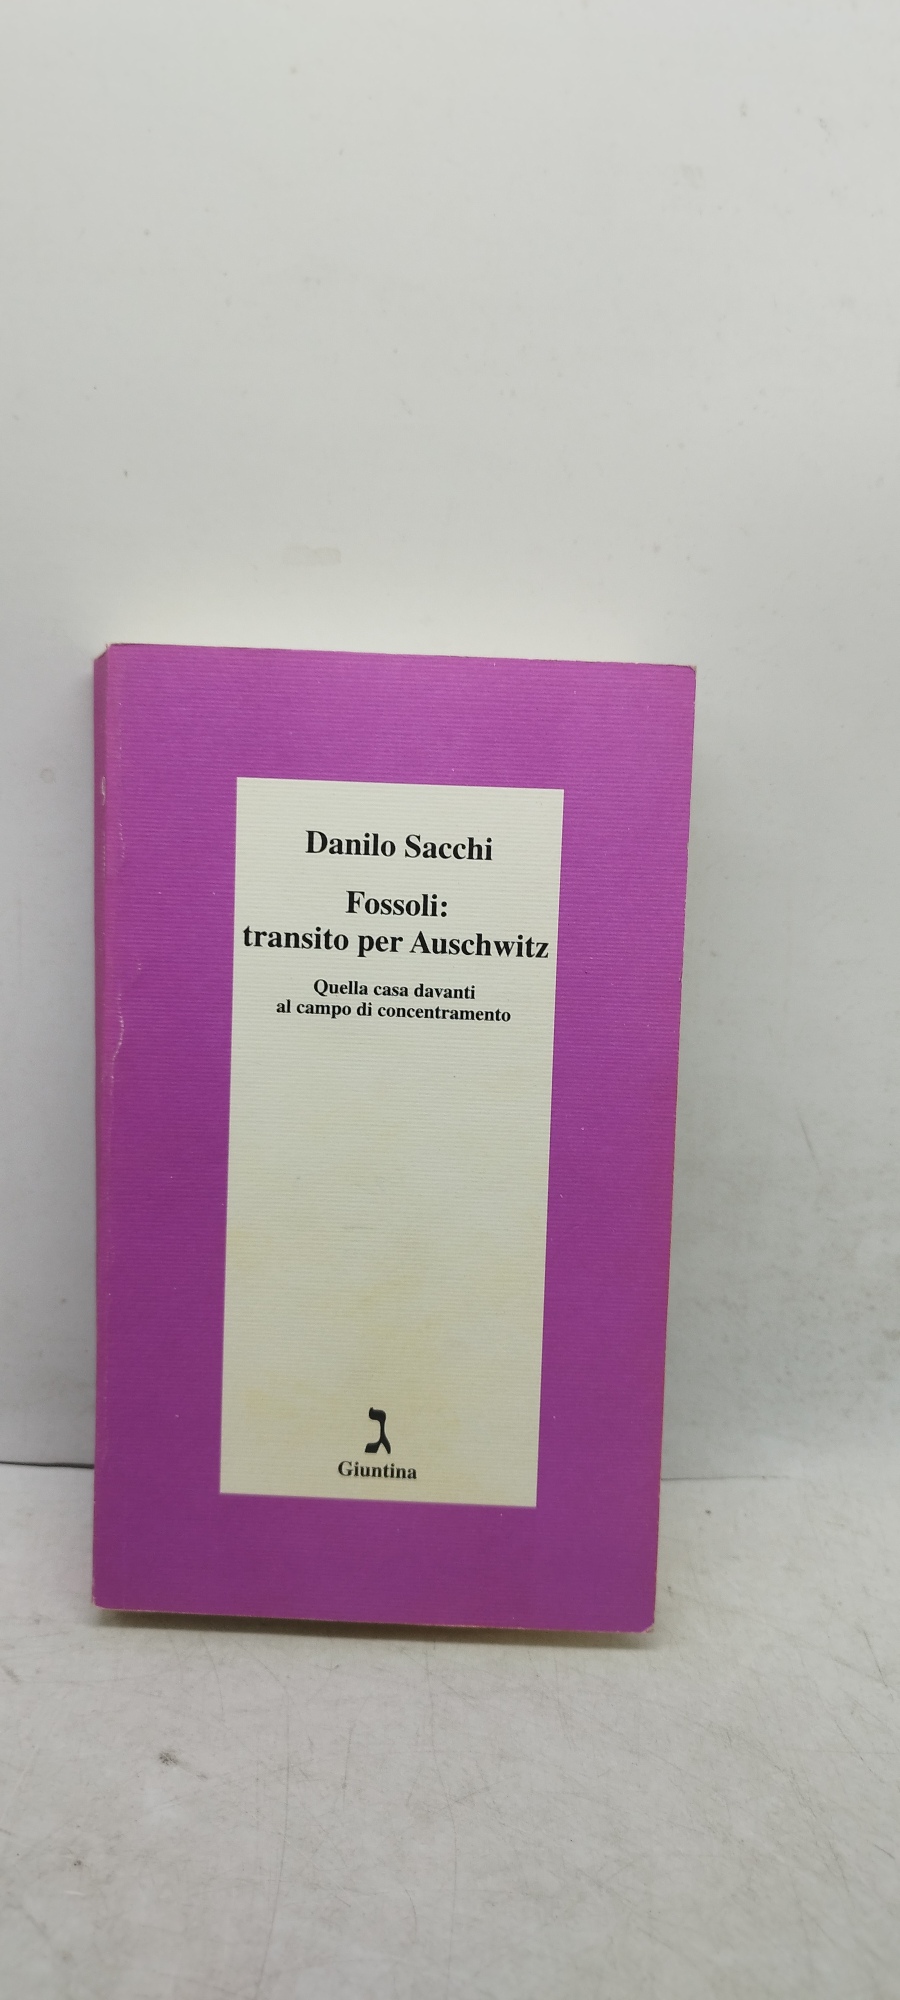 Danilo Sacchi
Fossoli:
transito per Auschwitz
Quella casa davanti
al campo di concentramento
ג
Giuntina